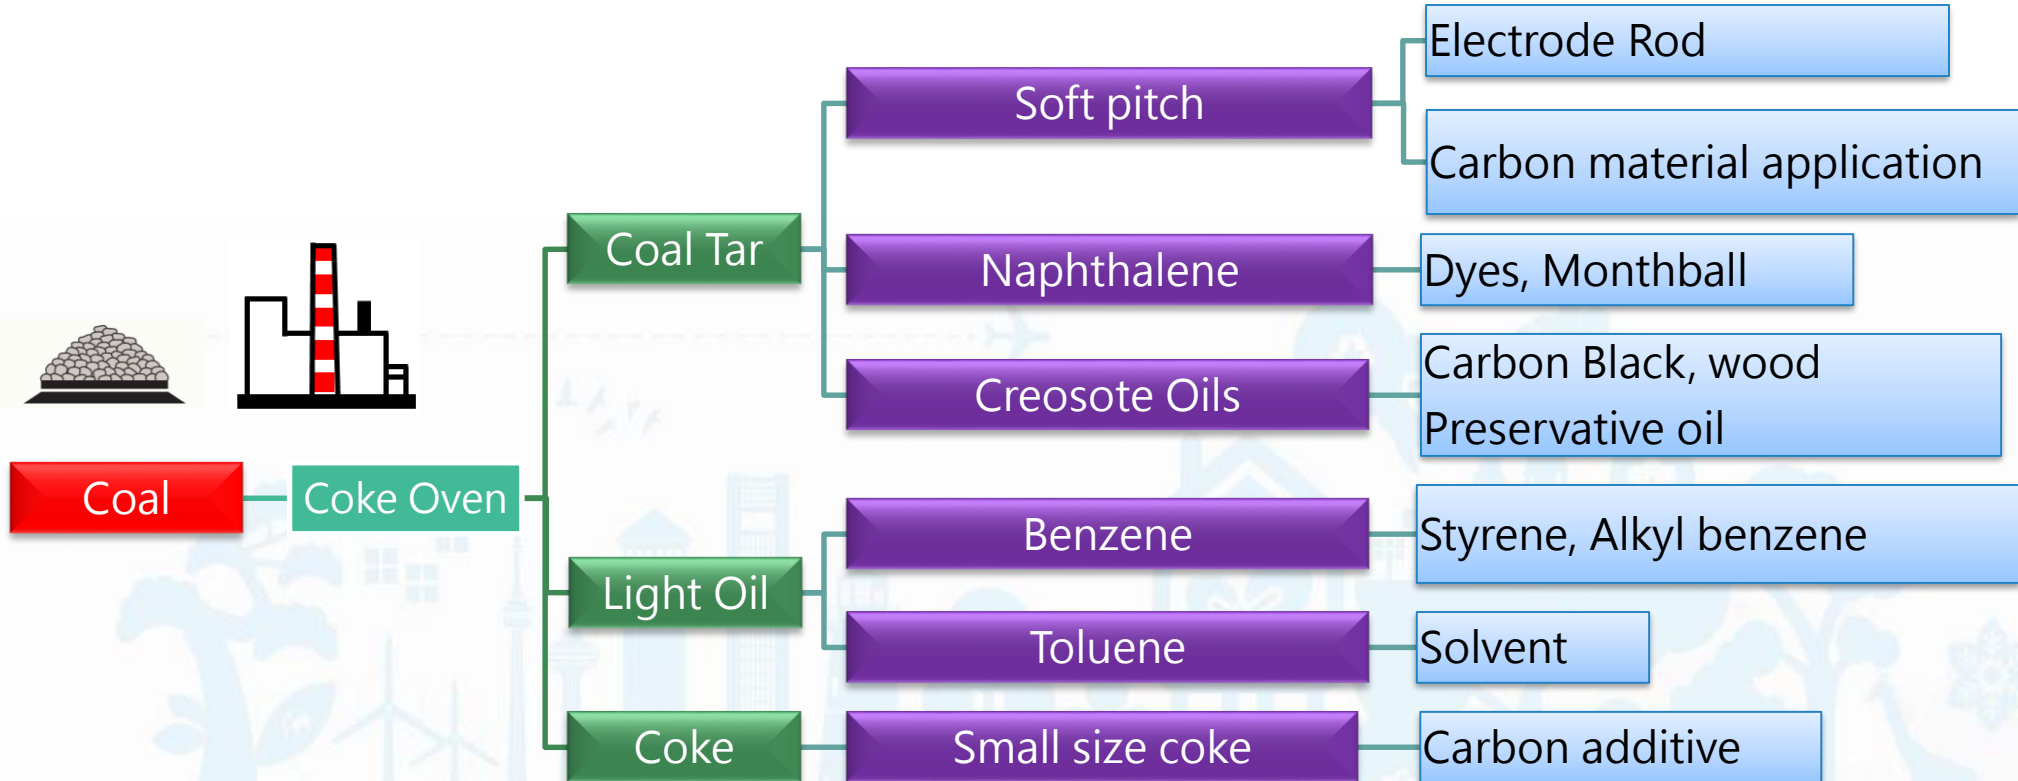 Coal
Coke Oven
Coal Tar
Soft pitch
Electrode Rod
Carbon material application
Naphthalene
Dyes, Monthball
Creosote Oils
Carbon Black, wood
Preservative oil
Light Oil
Benzene
Styrene, Alkyl benzene
Toluene
Solvent
Coke
Small size coke
Carbon additive